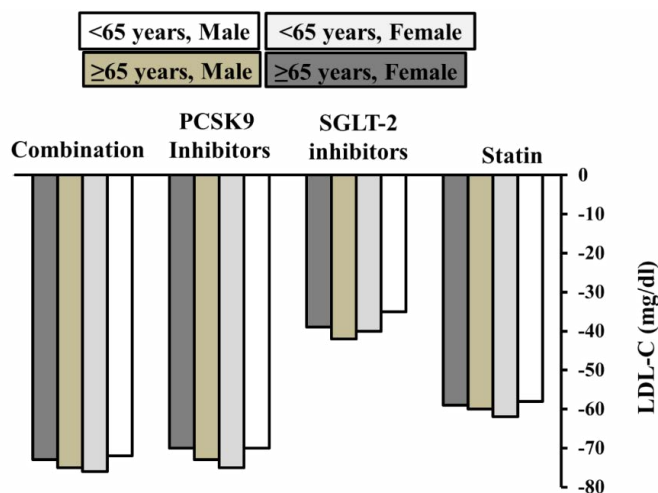 <65 years, Male
<65 years, Female
≥65 years, Male
≥65 years, Female
Combination
PCSK9
Inhibitors
SGLT-2
inhibitors
Statin
0
-10
-20
-30
-40
-50
-60
-70
-80
LDL-C (mg/dl)